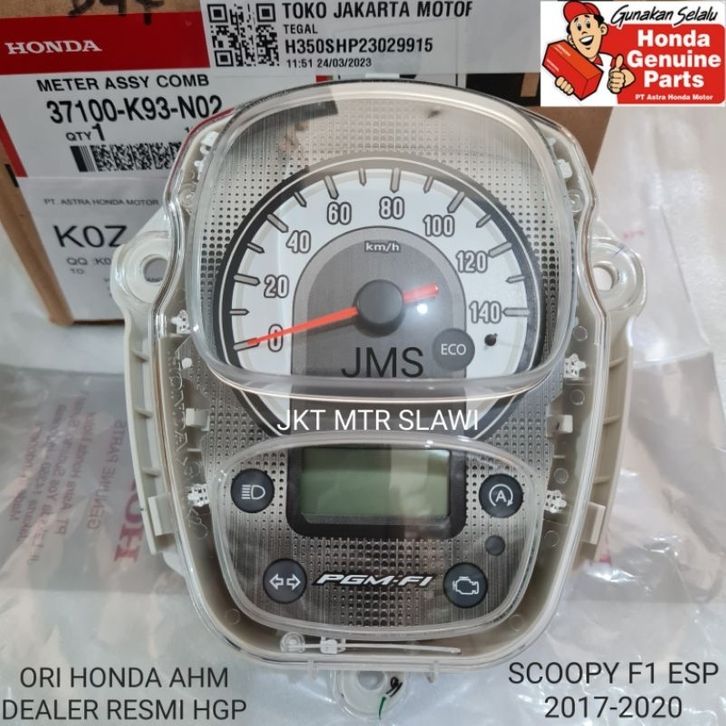 TOKO JAKARTA MOTOR
TEGAL
H350SHP23029915
11:51 24/03/2023
Gunakan Selalu
Honda
Genuine
Parts
PT Astra Honda Motor
HONDA
METER ASSY COMB
37100-K93-N02
QTY 1
PT. ASTRA HONDA MOTOR
K0Z
0
20
40
60
80
100
120
140
km/h
ECO
JMS
JKT MTR SLAWI
A
PGM-FI
ORI HONDA AHM
DEALER RESMI HGP
SCOOPY F1 ESP
2017-2020